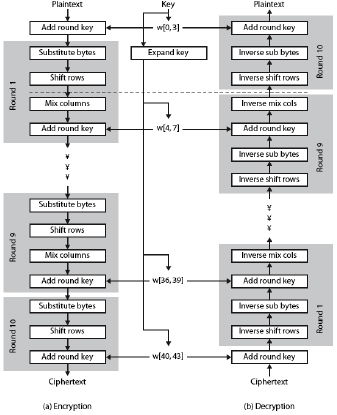 Plaintext
Key
Plaintext
Add round key
w[0, 3]
Add round key
Substitute bytes
Expand key
Inverse sub bytes
Round 1
Shift rows
Inverse shift rows
Round 10
Mix columns
Inverse mix cols
Add round key
w[4, 7]
Add round key
Inverse sub bytes
Round 9
Inverse shift rows
¥
¥
¥
Substitute bytes
Shift rows
Round 9
Mix columns
Add round key
¥
¥
¥
Inverse mix cols
w[36, 39]
Add round key
Substitute bytes
Inverse sub bytes
Round 1
Round 10
Shift rows
Inverse shift rows
Add round key
w[40, 43]
Add round key
Ciphertext
Ciphertext
(a) Encryption
(b) Decryption